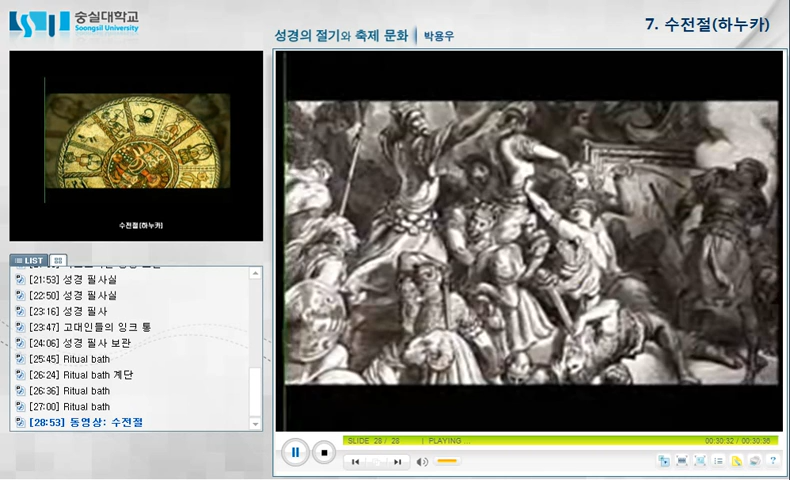 숭실대학교
Soongsil University
성경의 절기와 축제 문화 박용우
7. 수전절(하누카)
수전절(하누카)
LIST
[21:53] 성경 필사실
[22:50] 성경 필사실
[23:16] 성경 필사
[23:47] 고대인들의 잉크 통
[24:06] 성경 필사 보관
[25:45] Ritual bath
[26:24] Ritual bath 계단
[26:36] Ritual bath
[27:00] Ritual bath
[28:53] 동영상: 수전절
SLIDE 28 / 28 | PLAYING ...
00:30:32 / 00:30:36